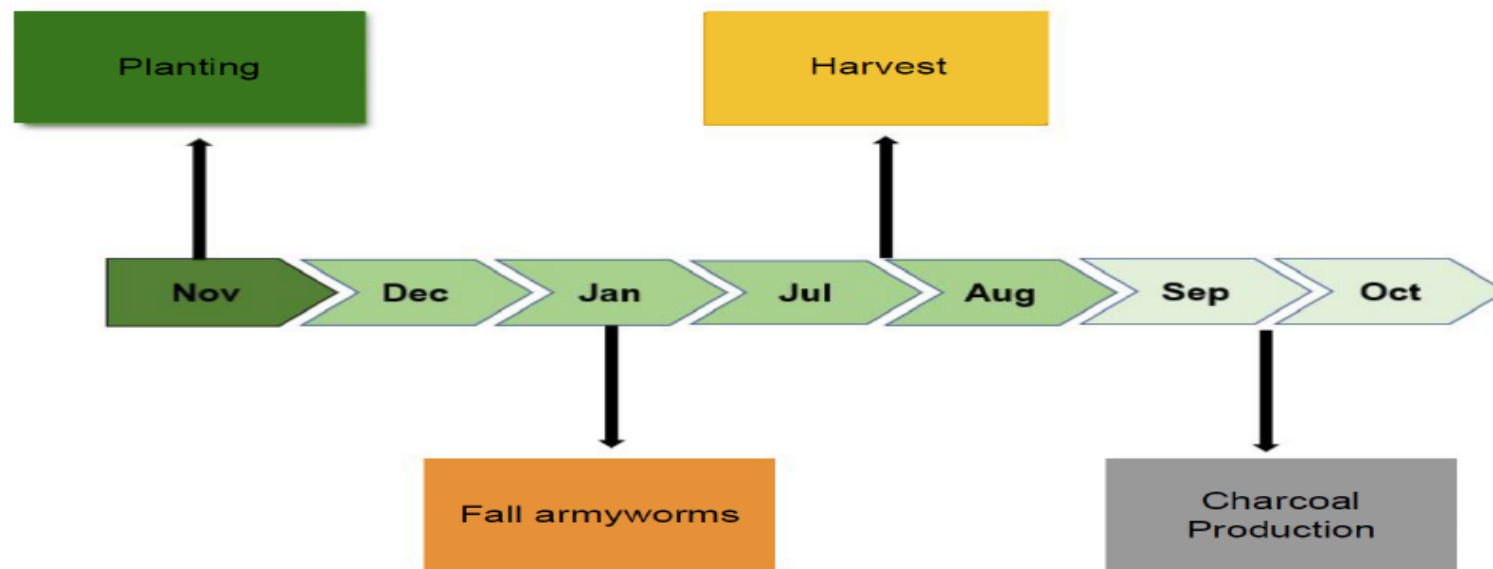 Planting
Harvest
Nov
Dec
Jan
Jul
Aug
Sep
Oct
Fall armyworms
Charcoal
Production